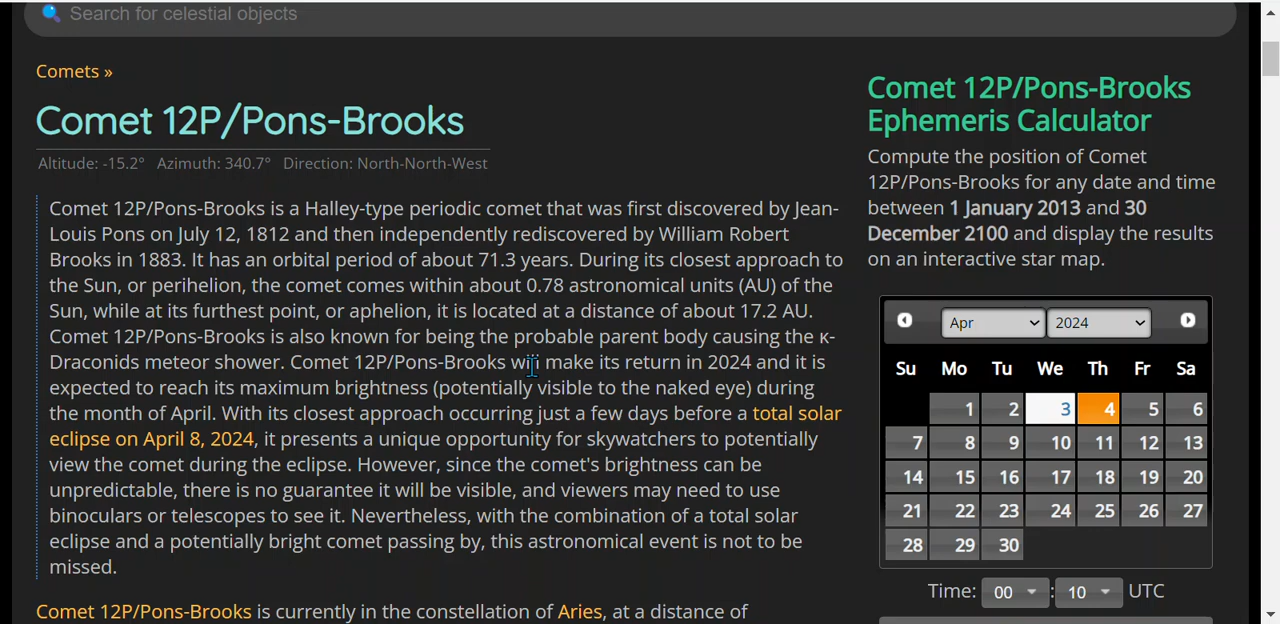 Search for celestial objects
Comets »
Comet 12P/Pons-Brooks
Altitude: -15.2° Azimuth: 340.7° Direction: North-North-West
Comet 12P/Pons-Brooks is a Halley-type periodic comet that was first discovered by Jean-
Louis Pons on July 12, 1812 and then independently rediscovered by William Robert
Brooks in 1883. It has an orbital period of about 71.3 years. During its closest approach to
the Sun, or perihelion, the comet comes within about 0.78 astronomical units (AU) of the
Sun, while at its furthest point, or aphelion, it is located at a distance of about 17.2 AU.
Comet 12P/Pons-Brooks is also known for being the probable parent body causing the κ-
Draconids meteor shower. Comet 12P/Pons-Brooks will make its return in 2024 and it is
expected to reach its maximum brightness (potentially visible to the naked eye) during
the month of April. With its closest approach occurring just a few days before a total solar
eclipse on April 8, 2024, it presents a unique opportunity for skywatchers to potentially
view the comet during the eclipse. However, since the comet's brightness can be
unpredictable, there is no guarantee it will be visible, and viewers may need to use
binoculars or telescopes to see it. Nevertheless, with the combination of a total solar
eclipse and a potentially bright comet passing by, this astronomical event is not to be
missed.
Comet 12P/Pons-Brooks is currently in the constellation of Aries, at a distance of
Comet 12P/Pons-Brooks
Ephemeris Calculator
Compute the position of Comet
12P/Pons-Brooks for any date and time
between 1 January 2013 and 30
December 2100 and display the results
on an interactive star map.
Apr 2024
Su Mo Tu We Th Fr Sa
1 2 3 4 5 6
7 8 9 10 11 12 13
14 15 16 17 18 19 20
21 22 23 24 25 26 27
28 29 30
Time: 00 : 10 UTC